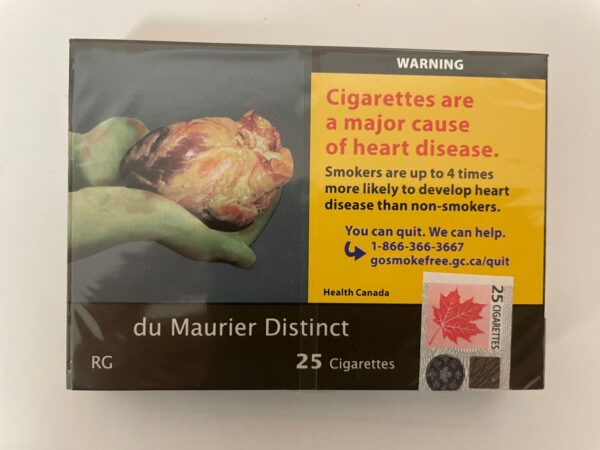 WARNING
Cigarettes are
a major cause
of heart disease.
Smokers are up to 4 times
more likely to develop heart
disease than non-smokers.
You can quit. We can help.
1-866-366-3667
gosmokefree.gc.ca/quit
Health Canada
25 CIGARETTES
du Maurier Distinct
RG
25 Cigarettes